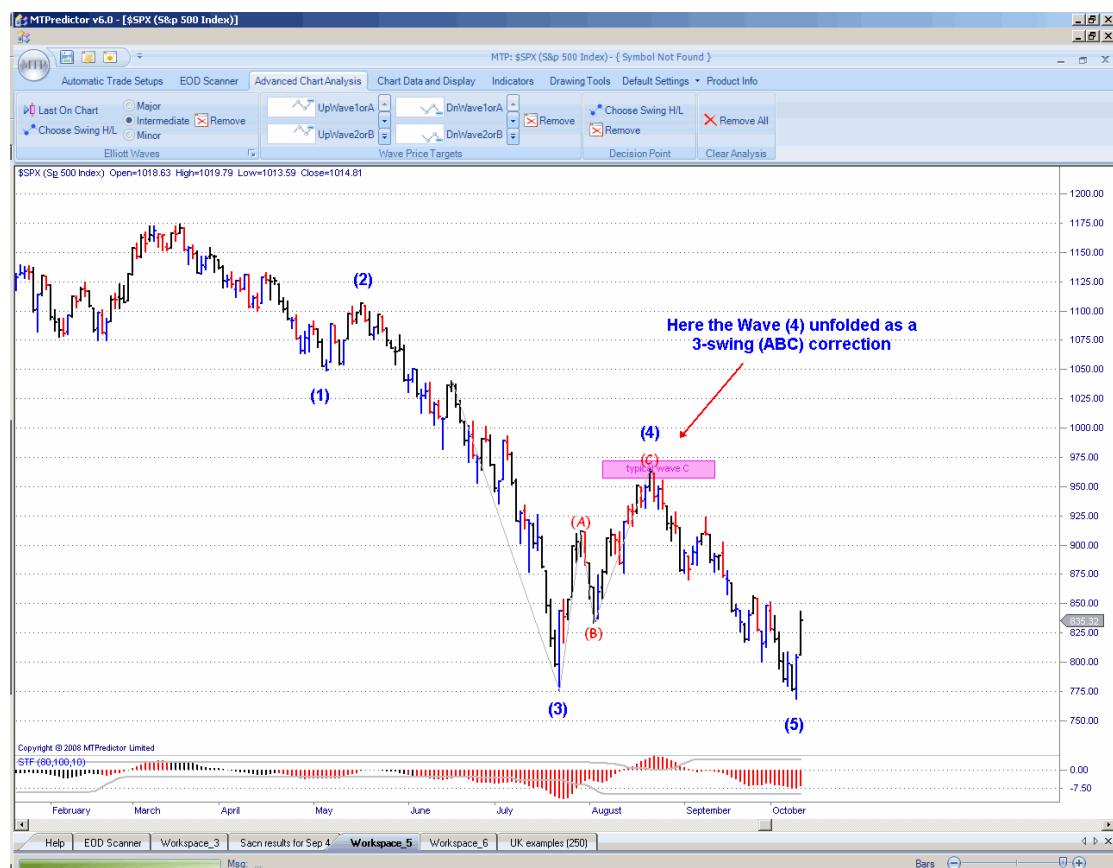 MTPredictor v6.0 - [$SPX (S&P 500 Index)]
MTP: $SPX (S&p 500 Index)- { Symbol Not Found }
MTP
Automatic Trade Setups EOD Scanner Advanced Chart Analysis Chart Data and Display Indicators Drawing Tools Default Settings Product Info
Last On Chart Major UpWave1orA DnWave1orA Choose Swing H/L
Choose Swing H/L Intermediate Remove Remove Remove All
Minor UpWave2orB DnWave2orB Remove
Elliott Waves Wave Price Targets Decision Point Clear Analysis
$SPX (Sp 500 Index) Open=1018.63 High=1019.79 Low=1013.59 Close=1014.81
1200.00
1175.00
1150.00
1125.00
(2)
1100.00
Here the Wave (4) unfolded as a
3-swing (ABC) correction
1075.00
1050.00
(1)
1025.00
1000.00
(4)
975.00
(C)
typical wave C
950.00
(A)
925.00
900.00
875.00
850.00
835.32
(B)
825.00
800.00
775.00
(3)
(5)
750.00
Copyright © 2008 MTPredictor Limited
STF (80,100,10)
0.00
-7.50
February March April May June July August September October
Help EOD Scanner Workspace_3 Sacn results for Sep 4 Workspace_5 Workspace_6 UK examples (250)
Msg: ... Bars